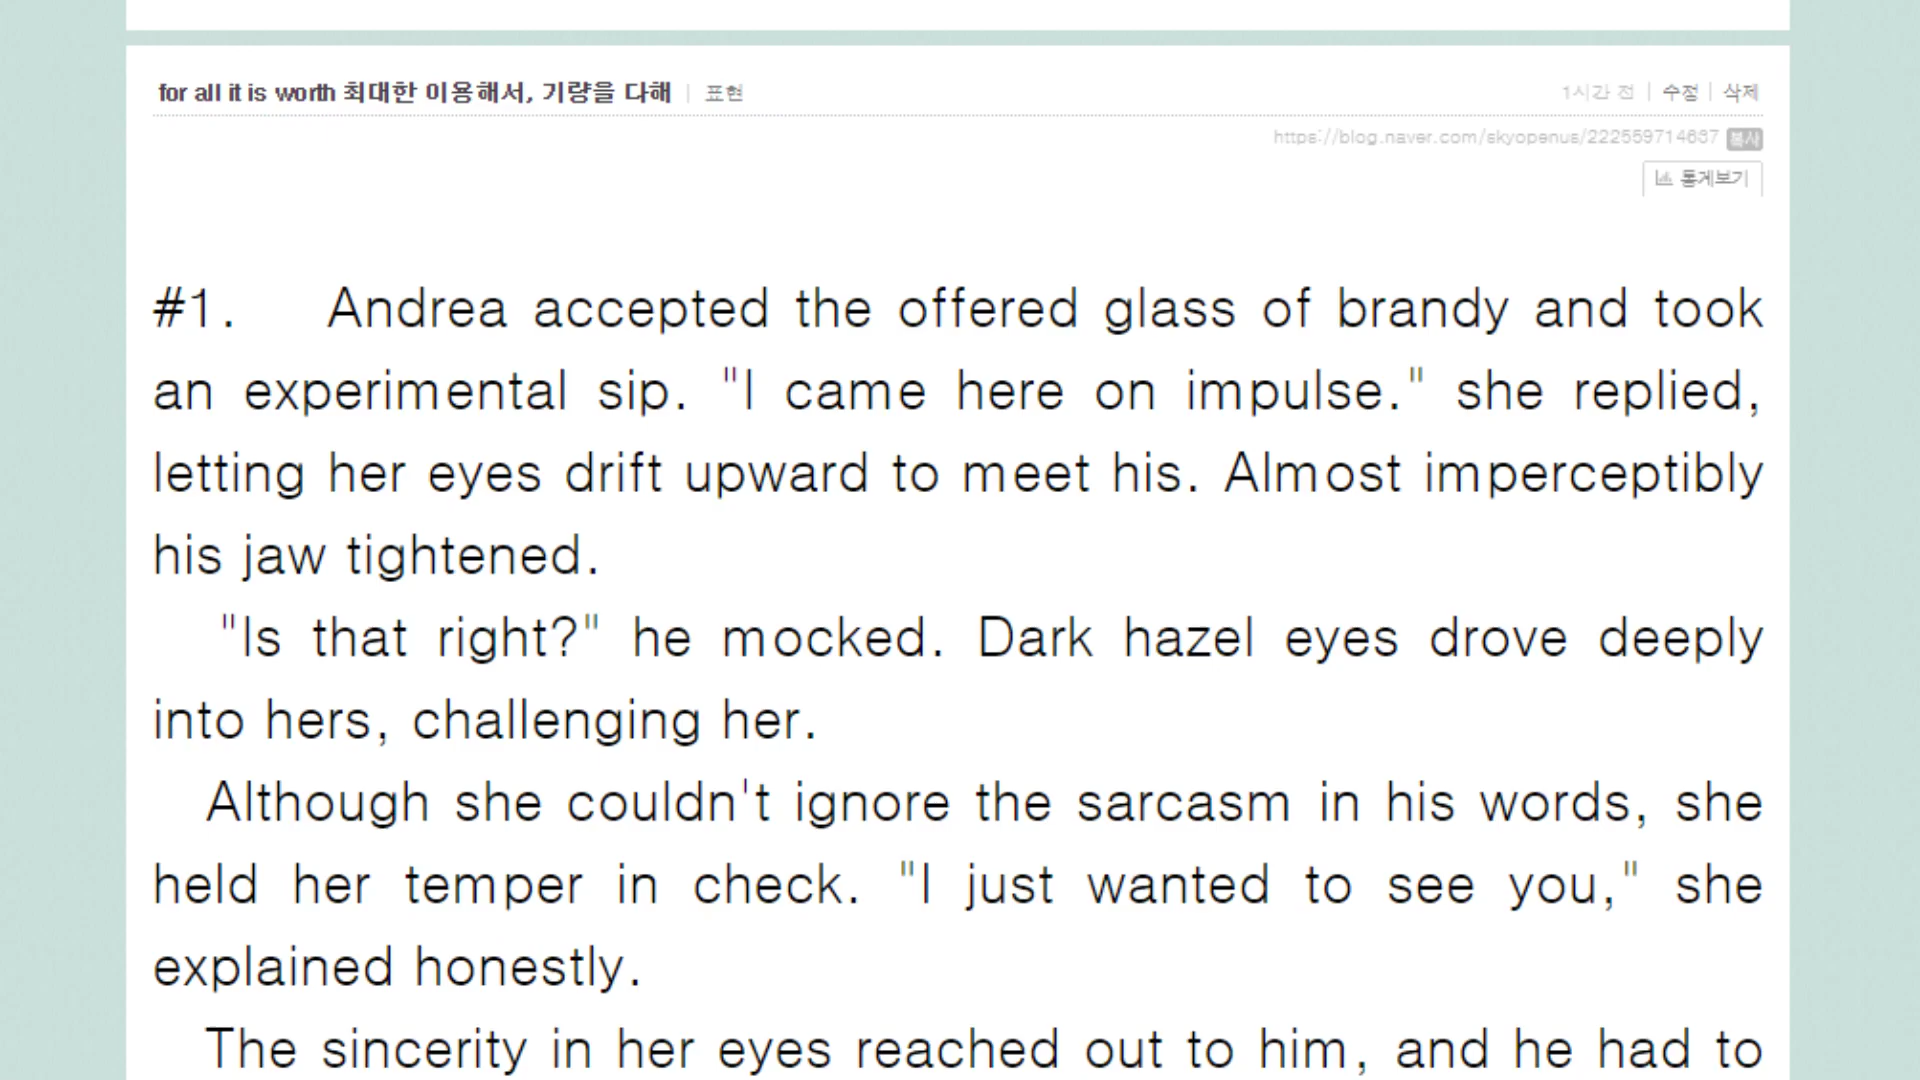 for all it is worth 최대한 이용해서, 기량을 다해 | 표현
1시간 전 | 수정 | 삭제
https://blog.naver.com/skyopenus/222559714637 복사
통계보기
#1. Andrea accepted the offered glass of brandy and took
an experimental sip. "I came here on impulse." she replied,
letting her eyes drift upward to meet his. Almost imperceptibly
his jaw tightened.
"Is that right?" he mocked. Dark hazel eyes drove deeply
into hers, challenging her.
Although she couldn't ignore the sarcasm in his words, she
held her temper in check. "I just wanted to see you," she
explained honestly.
The sincerity in her eyes reached out to him, and he had to